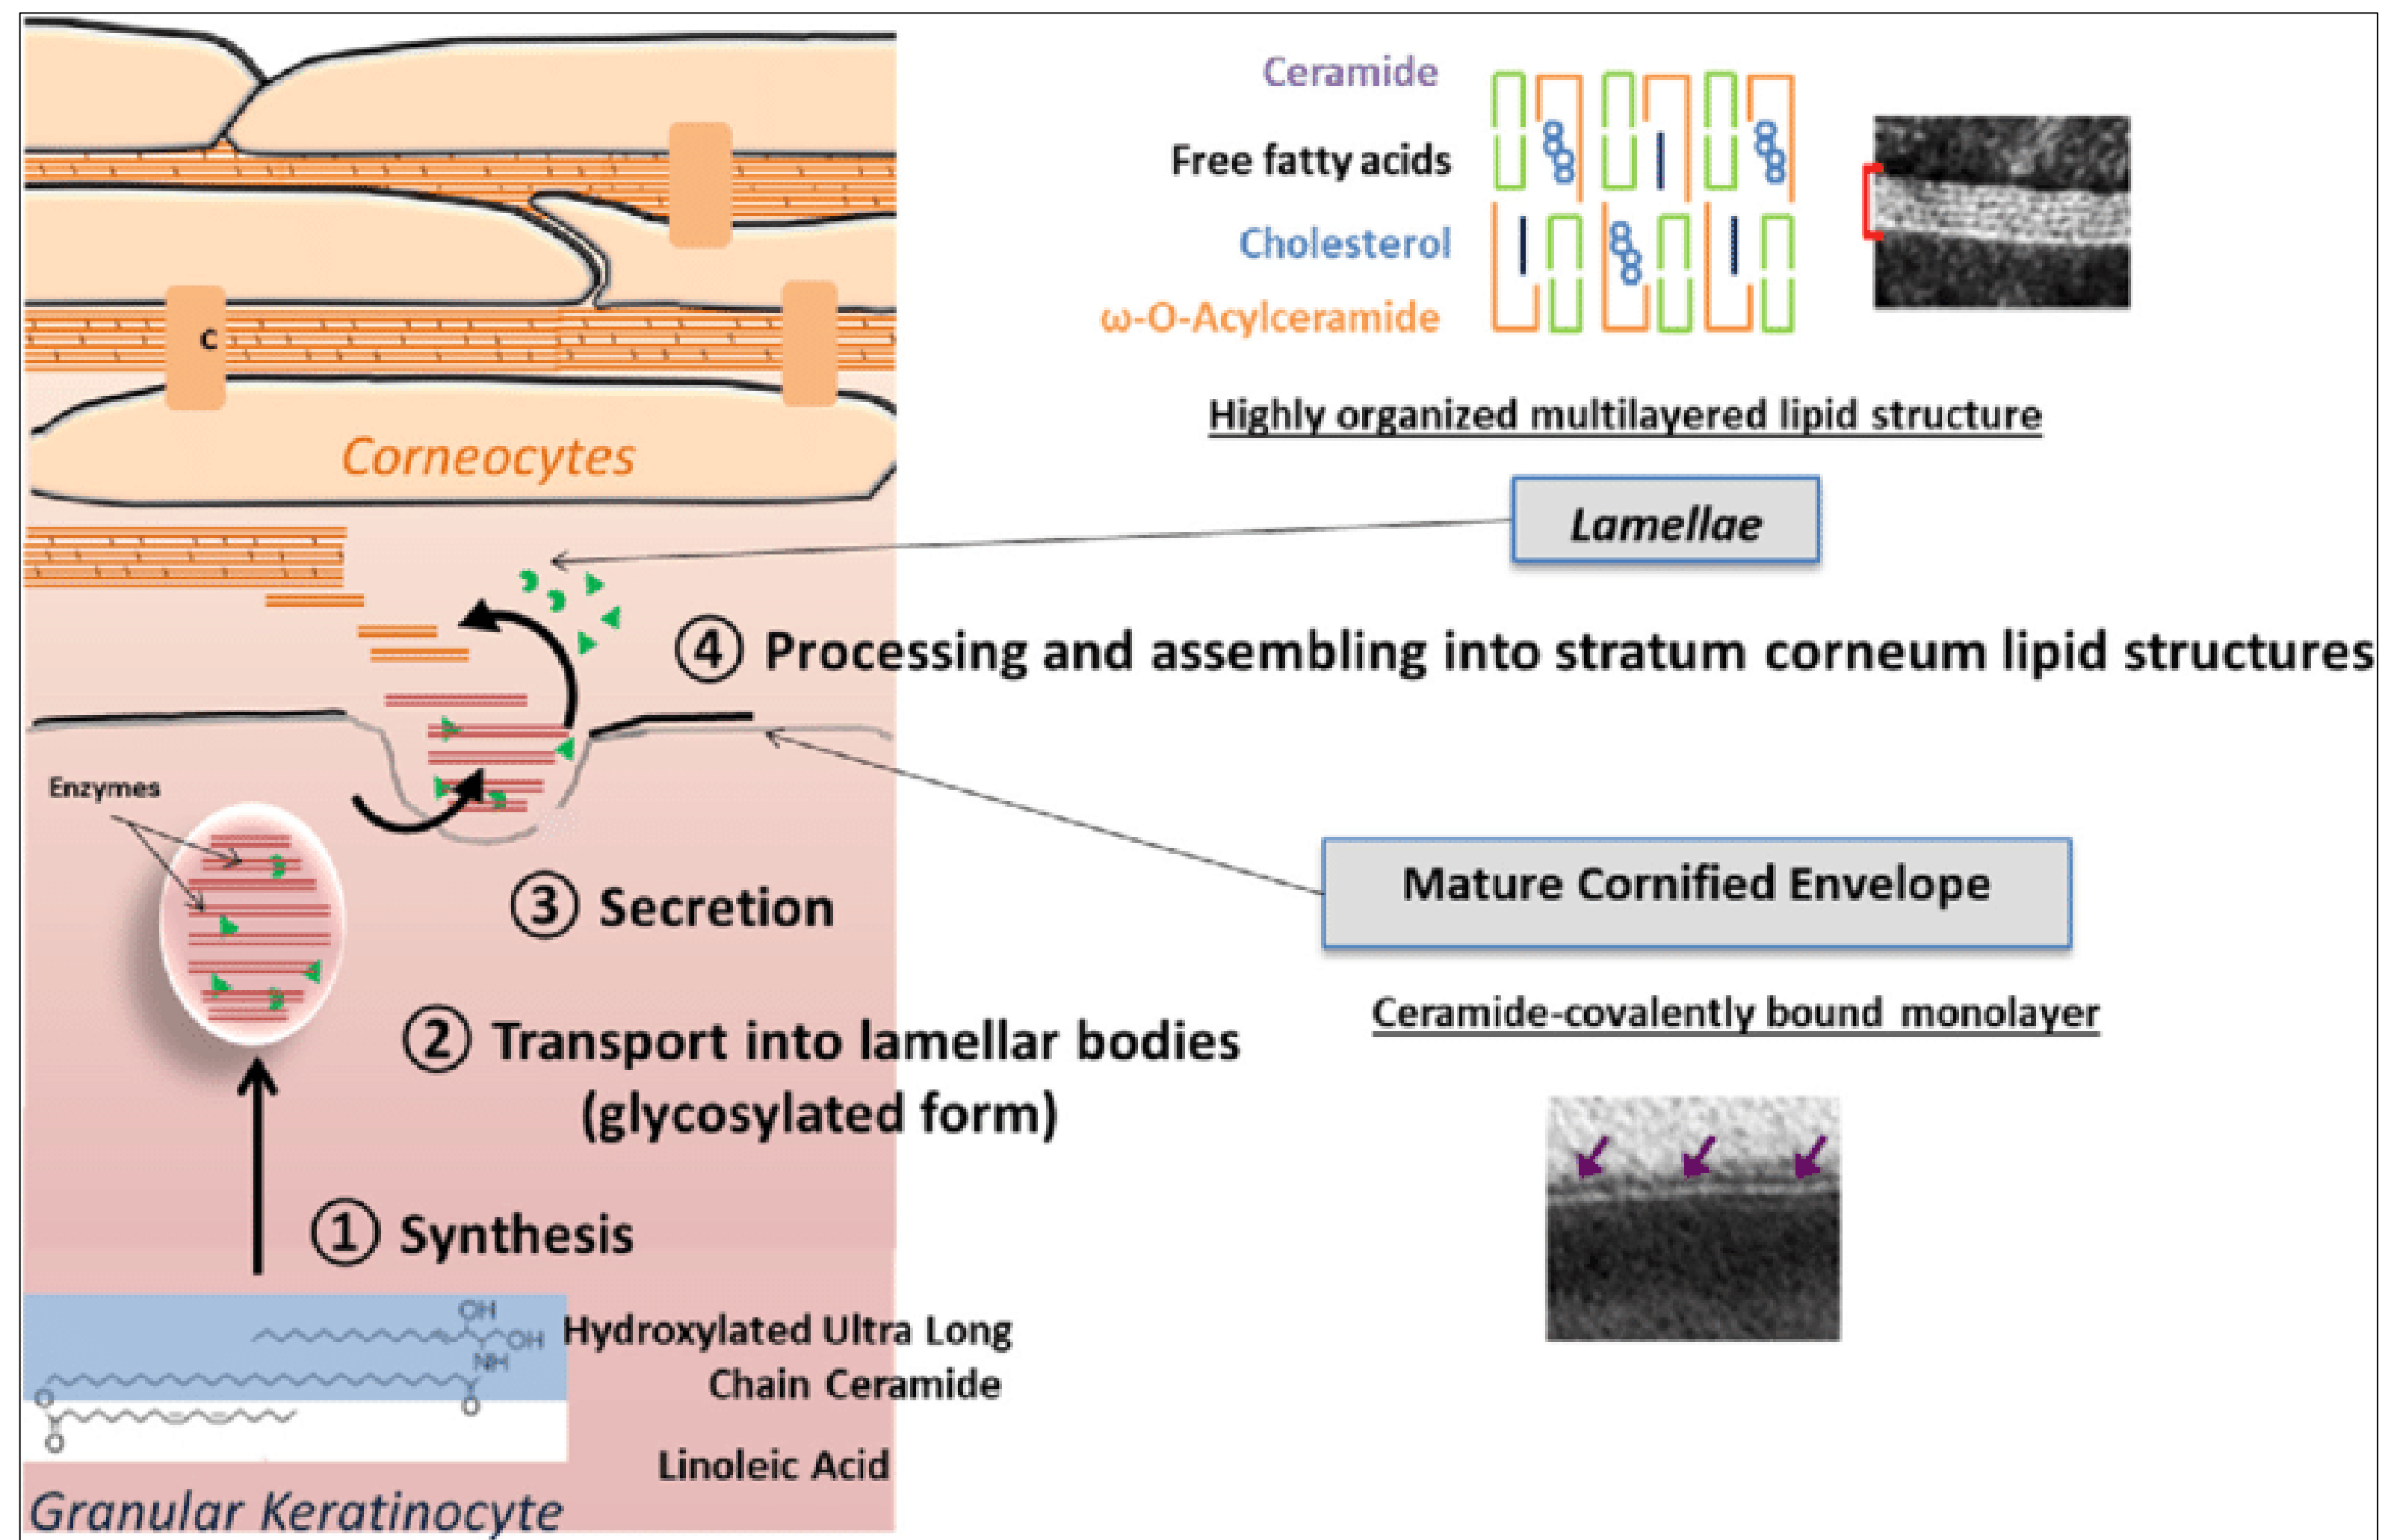 Ceramide
Free fatty acids
Cholesterol
ω-O-Acylceramide
Highly organized multilayered lipid structure
c
Corneocytes
Lamellae
④ Processing and assembling into stratum corneum lipid structures
Enzymes
③ Secretion
Mature Cornified Envelope
Ceramide-covalently bound monolayer
② Transport into lamellar bodies
(glycosylated form)
① Synthesis
OH
OH
NH
O
O
O
Hydroxylated Ultra Long
Chain Ceramide
Linoleic Acid
Granular Keratinocyte